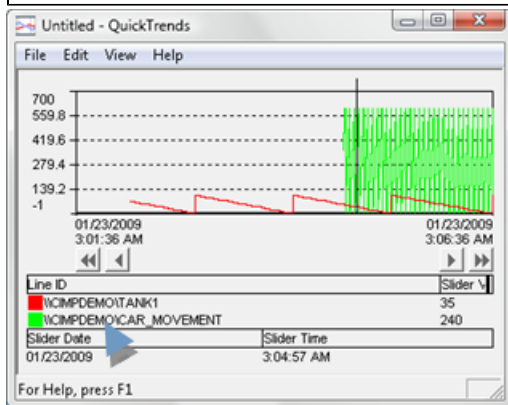 Untitled - QuickTrends
File Edit View Help
700
559.8
419.6
279.4
139.2
-1
01/23/2009 01/23/2009
3:01:36 AM 3:06:36 AM
Line ID Slider V
\\CIMPDEMO\TANK1 35
\\CIMPDEMO\CAR_MOVEMENT 240
Slider Date Slider Time
01/23/2009 3:04:57 AM
For Help, press F1